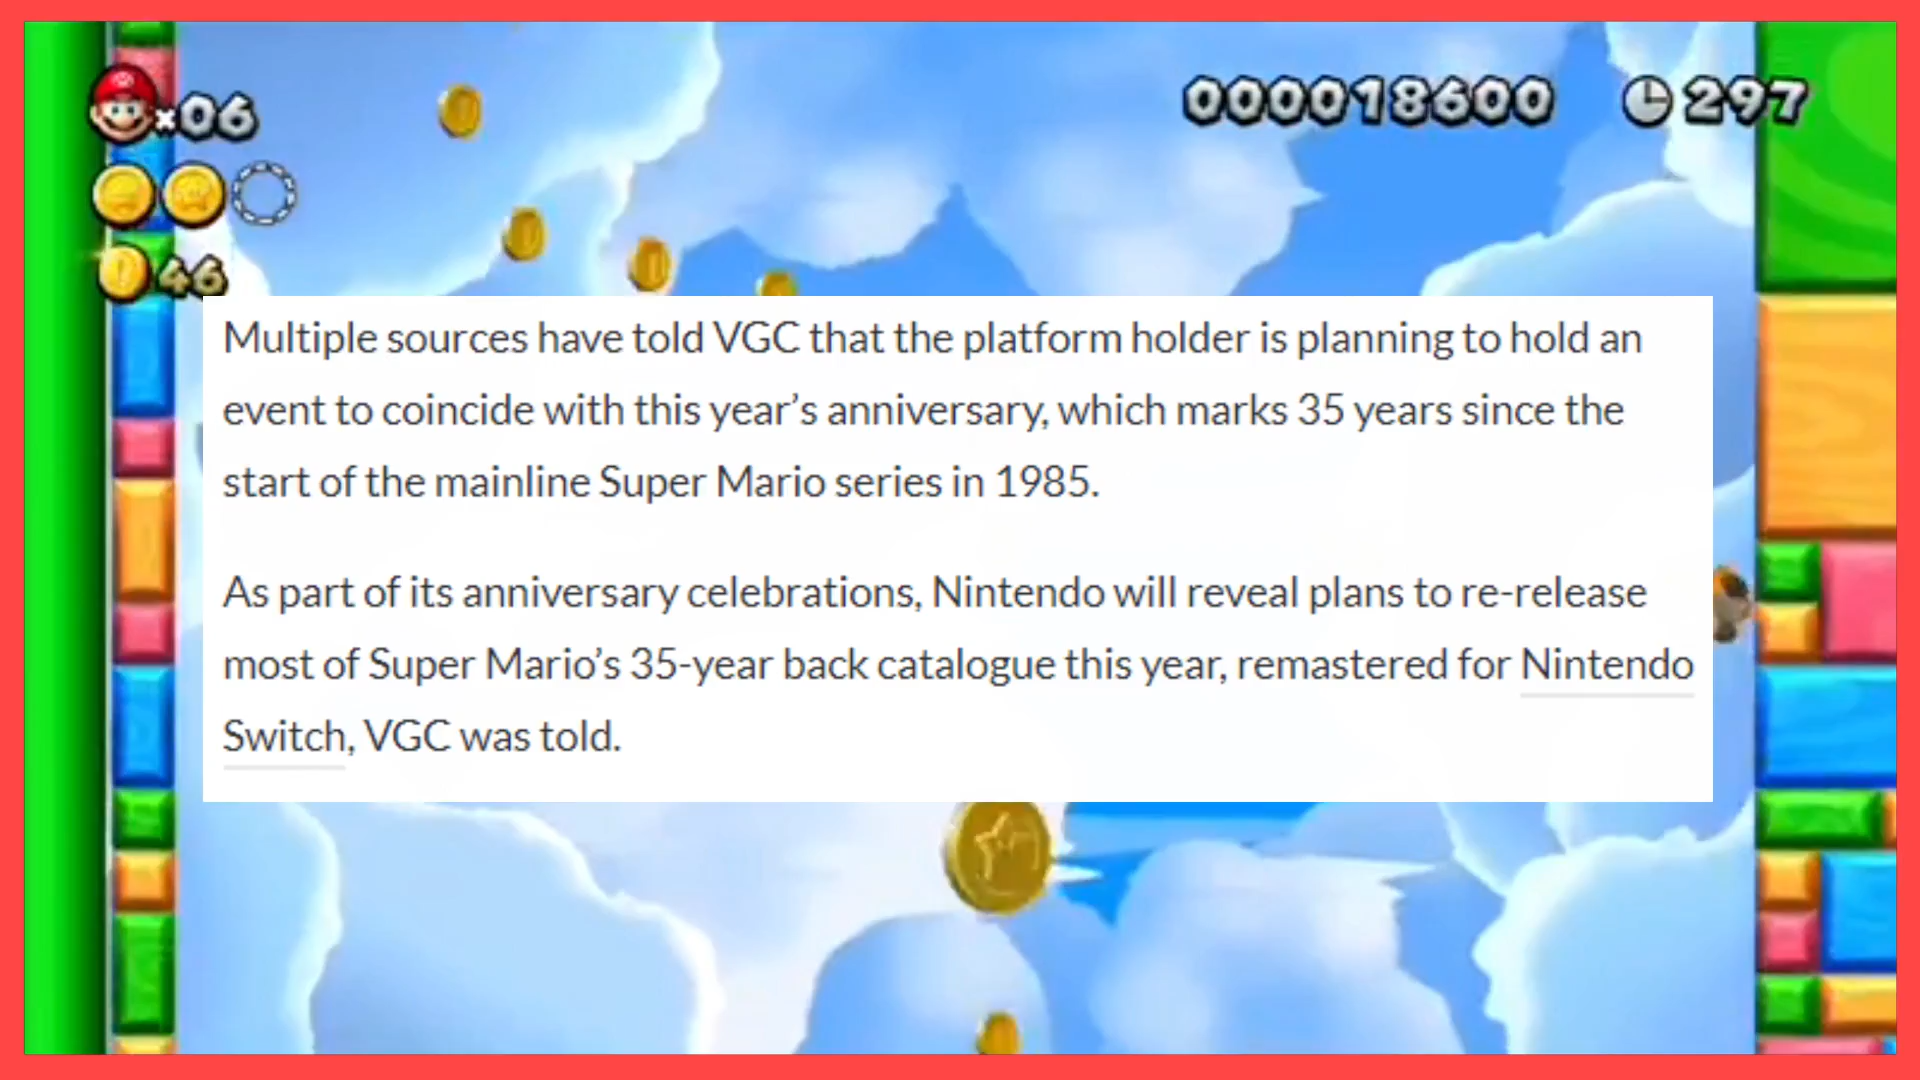 ×06
000018600
297
46
Multiple sources have told VGC that the platform holder is planning to hold an
event to coincide with this year’s anniversary, which marks 35 years since the
start of the mainline Super Mario series in 1985.
As part of its anniversary celebrations, Nintendo will reveal plans to re-release
most of Super Mario’s 35-year back catalogue this year, remastered for Nintendo
Switch, VGC was told.